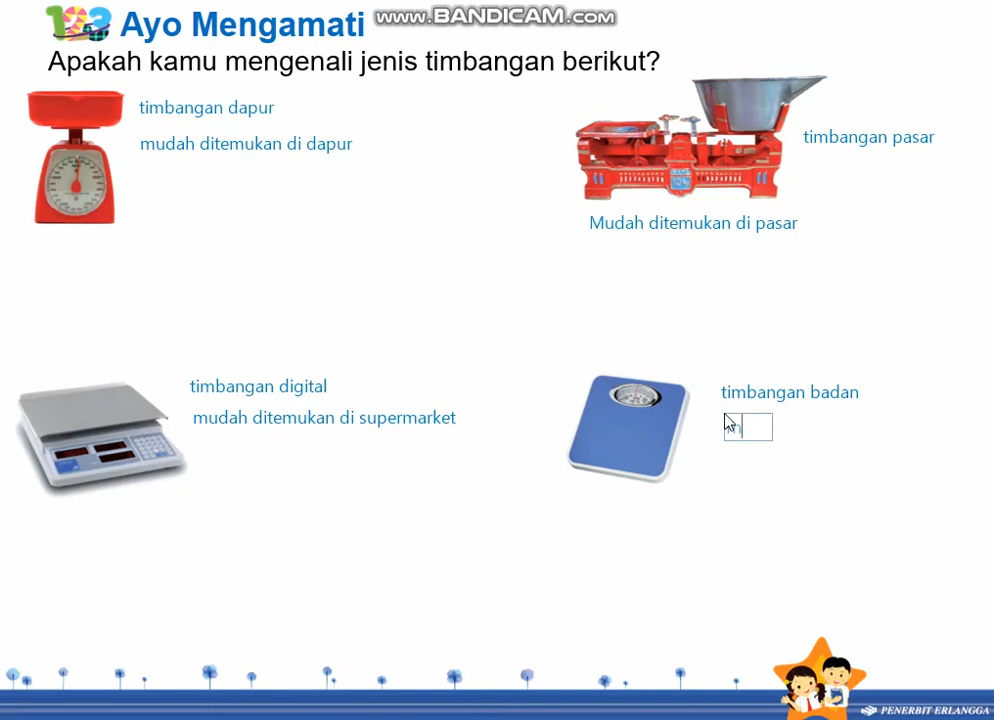 123 Ayo Mengamati
www.BANDICAM.com
Apakah kamu mengenali jenis timbangan berikut?
timbangan dapur
mudah ditemukan di dapur
timbangan pasar
Mudah ditemukan di pasar
timbangan digital
mudah ditemukan di supermarket
timbangan badan
m
PENERBIT ERLANGGA